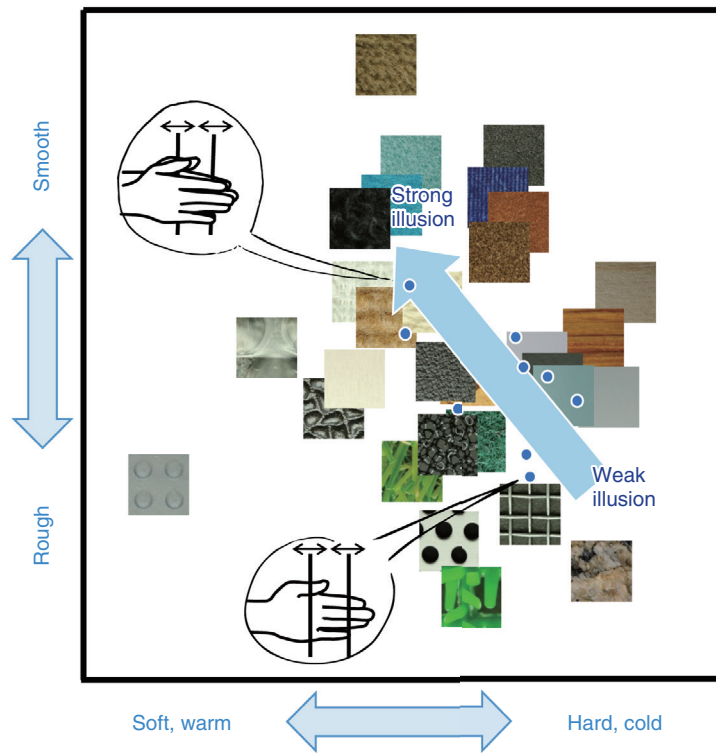 Smooth
Strong
illusion
Weak
illusion
Rough
Soft, warm
Hard, cold